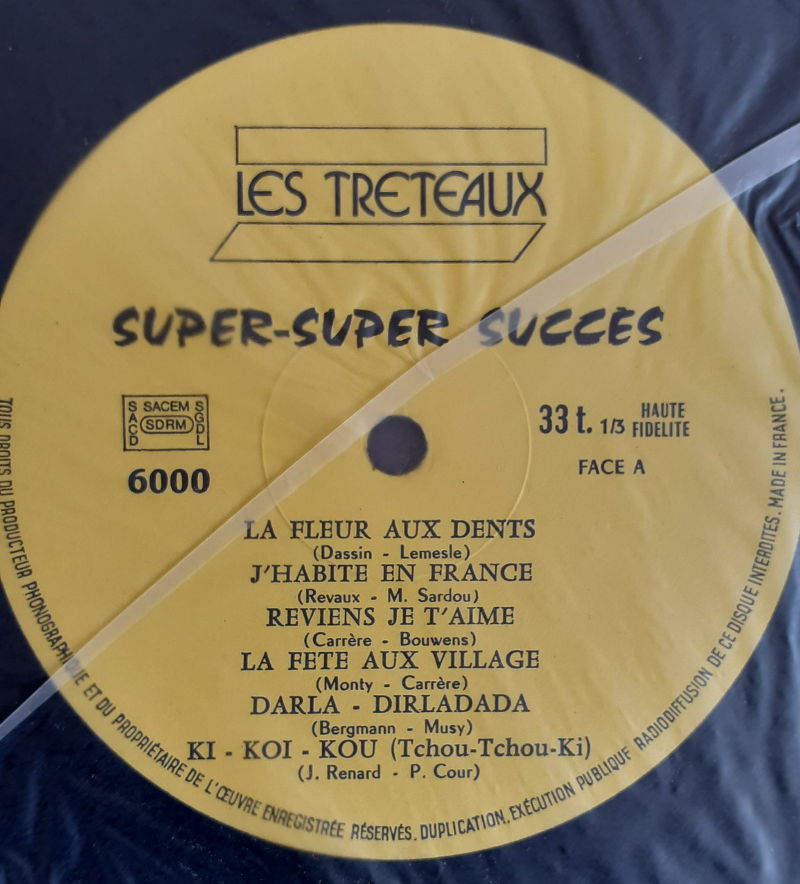 LES TRETEAUX
SUPER-SUPER SUCCES
SACEM
SACD
SDRM
SGDL
6000
33 t. 1/3 HAUTE FIDELITE
FACE A
LA FLEUR AUX DENTS
(Dassin - Lemesle)
J'HABITE EN FRANCE
(Revaux - M. Sardou)
REVIENS JE T'AIME
(Carrère - Bouwens)
LA FETE AUX VILLAGE
(Monty - Carrère)
DARLA - DIRLADADA
(Bergmann - Musy)
KI - KOI - KOU (Tchou-Tchou-Ki)
(J. Renard - P. Cour)
TOUS DROITS DU PRODUCTEUR PHONOGRAPHIQUE ET DU PROPRIÉTAIRE DE L'ŒUVRE ENREGISTRÉE RÉSERVÉS. DUPLICATION, EXÉCUTION PUBLIQUE RADIODIFFUSION DE CE DISQUE INTERDITES. MADE IN FRANCE.